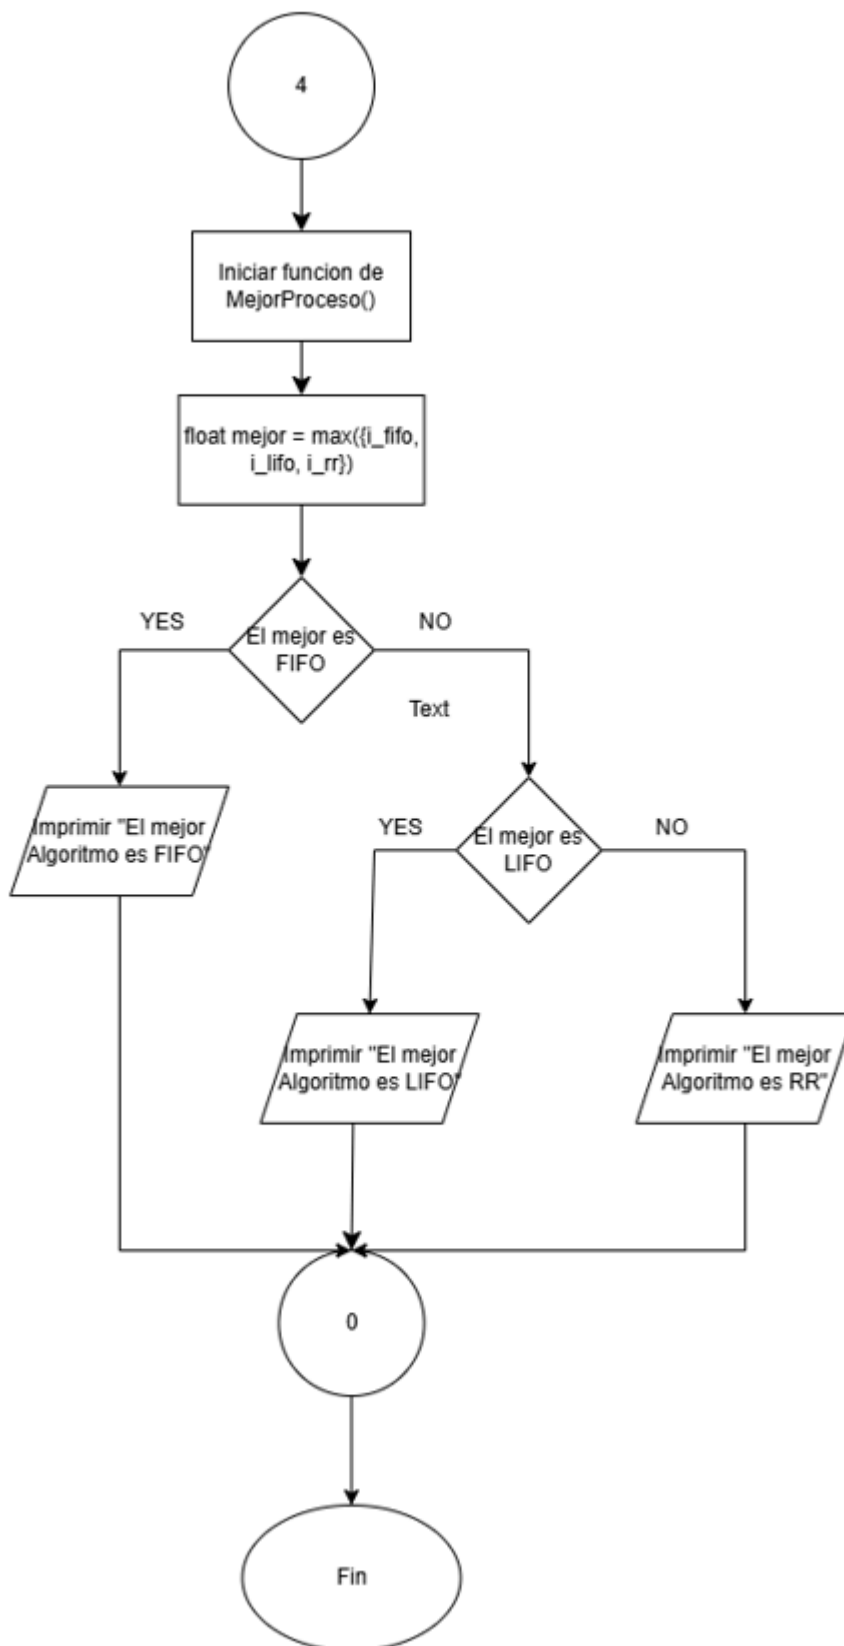 4
Iniciar funcion de
MejorProceso()
float mejor = max({i_fifo,
i_lifo, i_rr})
YES
El mejor es
FIFO
NO
Text
Imprimir "El mejor
Algoritmo es FIFO"
YES
El mejor es
LIFO
NO
Imprimir "El mejor
Algoritmo es LIFO"
Imprimir "El mejor
Algoritmo es RR"
0
Fin